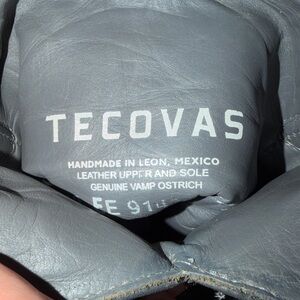 TECOVAS
HANDMADE IN LEON, MEXICO
LEATHER UPPER AND SOLE
GENUINE VAMP OSTRICH